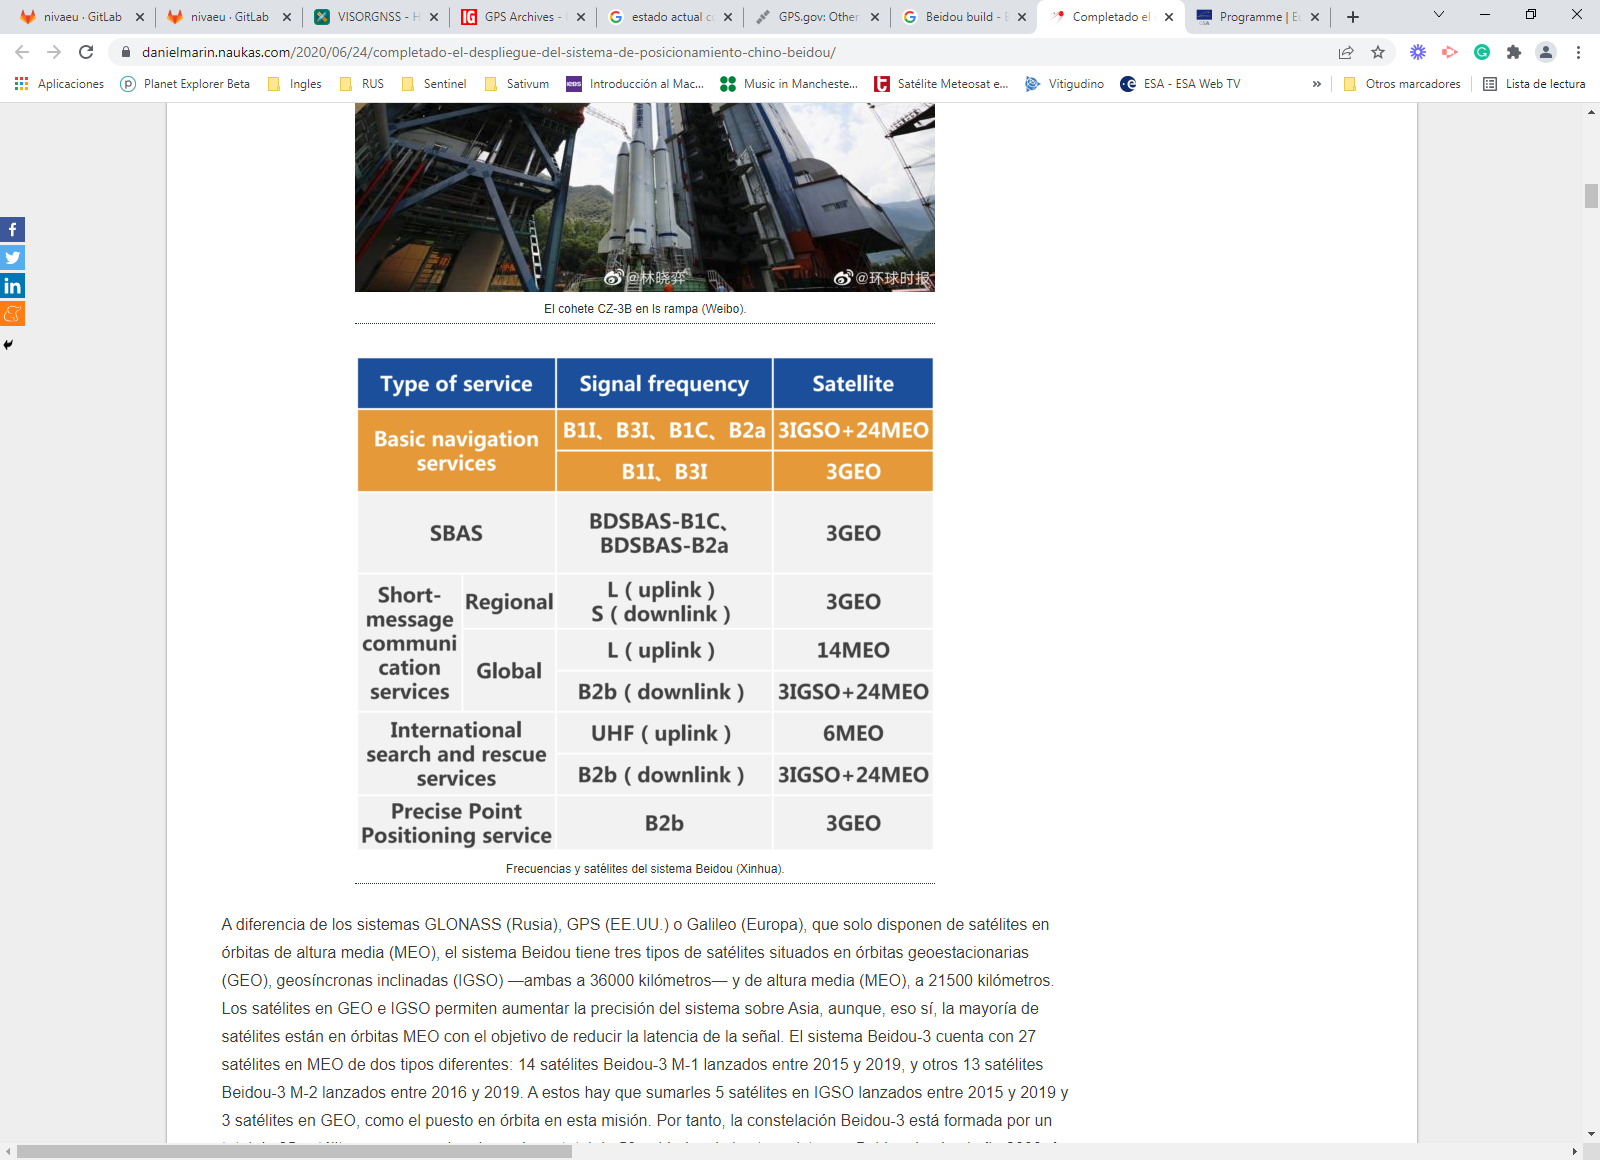 nivaeu · GitLab
nivaeu · GitLab
VISORGNSS - H
GPS Archives -
estado actual c
GPS.gov: Other
Beidou build -
Completado el
Programme | E
danielmarin.naukas.com/2020/06/24/completado-el-despliegue-del-sistema-de-posicionamiento-chino-beidou/
Aplicaciones
Planet Explorer Beta
Ingles
RUS
Sentinel
Sativum
Introducción al Mac...
Music in Mancheste...
Satélite Meteosat e...
Vitigudino
ESA - ESA Web TV
»
Otros marcadores
Lista de lectura
@林晓弈
@环球时报
El cohete CZ-3B en ls rampa (Weibo).
Type of service
Signal frequency
Satellite
Basic navigation
services
B1I、B3I、B1C、B2a
3IGSO+24MEO
B1I、B3I
3GEO
SBAS
BDSBAS-B1C、
BDSBAS-B2a
3GEO
Short-
message
communi
cation
services
Regional
L ( uplink )
S ( downlink )
3GEO
Global
L ( uplink )
14MEO
B2b ( downlink )
3IGSO+24MEO
International
search and rescue
services
UHF ( uplink )
6MEO
B2b ( downlink )
3IGSO+24MEO
Precise Point
Positioning service
B2b
3GEO
Frecuencias y satélites del sistema Beidou (Xinhua).
A diferencia de los sistemas GLONASS (Rusia), GPS (EE.UU.) o Galileo (Europa), que solo disponen de satélites en
órbitas de altura media (MEO), el sistema Beidou tiene tres tipos de satélites situados en órbitas geoestacionarias
(GEO), geosíncronas inclinadas (IGSO) —ambas a 36000 kilómetros— y de altura media (MEO), a 21500 kilómetros.
Los satélites en GEO e IGSO permiten aumentar la precisión del sistema sobre Asia, aunque, eso sí, la mayoría de
satélites están en órbitas MEO con el objetivo de reducir la latencia de la señal. El sistema Beidou-3 cuenta con 27
satélites en MEO de dos tipos diferentes: 14 satélites Beidou-3 M-1 lanzados entre 2015 y 2019, y otros 13 satélites
Beidou-3 M-2 lanzados entre 2016 y 2019. A estos hay que sumarles 5 satélites en IGSO lanzados entre 2015 y 2019 y
3 satélites en GEO, como el puesto en órbita en esta misión. Por tanto, la constelación Beidou-3 está formada por un